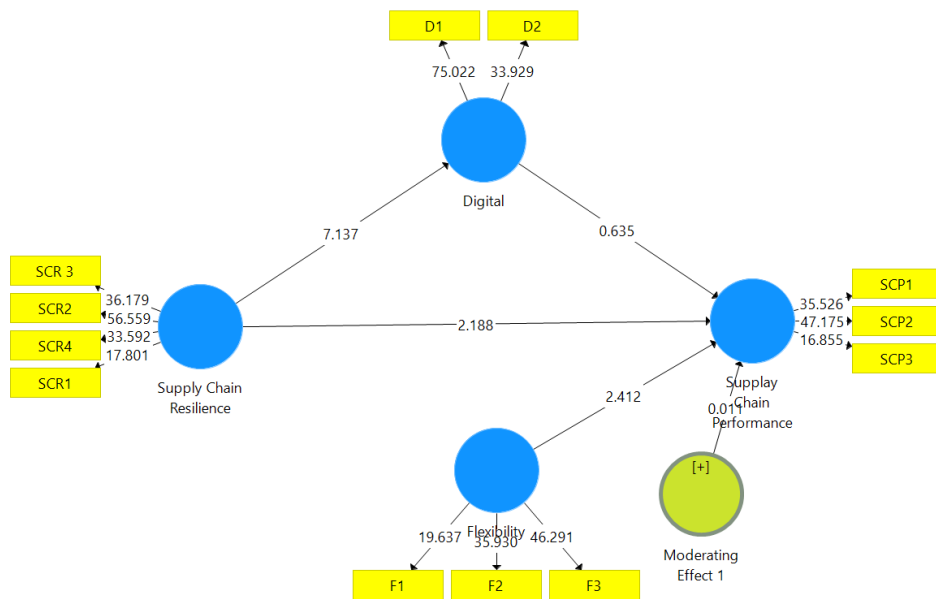 D1
D2
75.022
33.929
Digital
7.137
0.635
SCR 3
SCR2
SCR4
SCR1
36.179
56.559
33.592
17.801
Supply Chain
Resilience
2.188
SCP1
SCP2
SCP3
35.526
47.175
16.855
Supplay
Chain
Performance
2.412
0.011
[+]
Moderating
Effect 1
Flexibility
19.637
35.930
46.291
F1
F2
F3